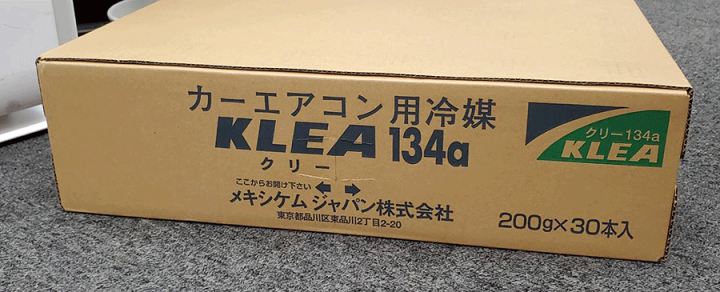 カーエアコン用冷媒
KLEA 134a
クリー
ここからお開け下さい ← →
メキシケム ジャパン株式会社
東京都品川区東品川2丁目2-20
クリー134a
KLEA
200g×30本入